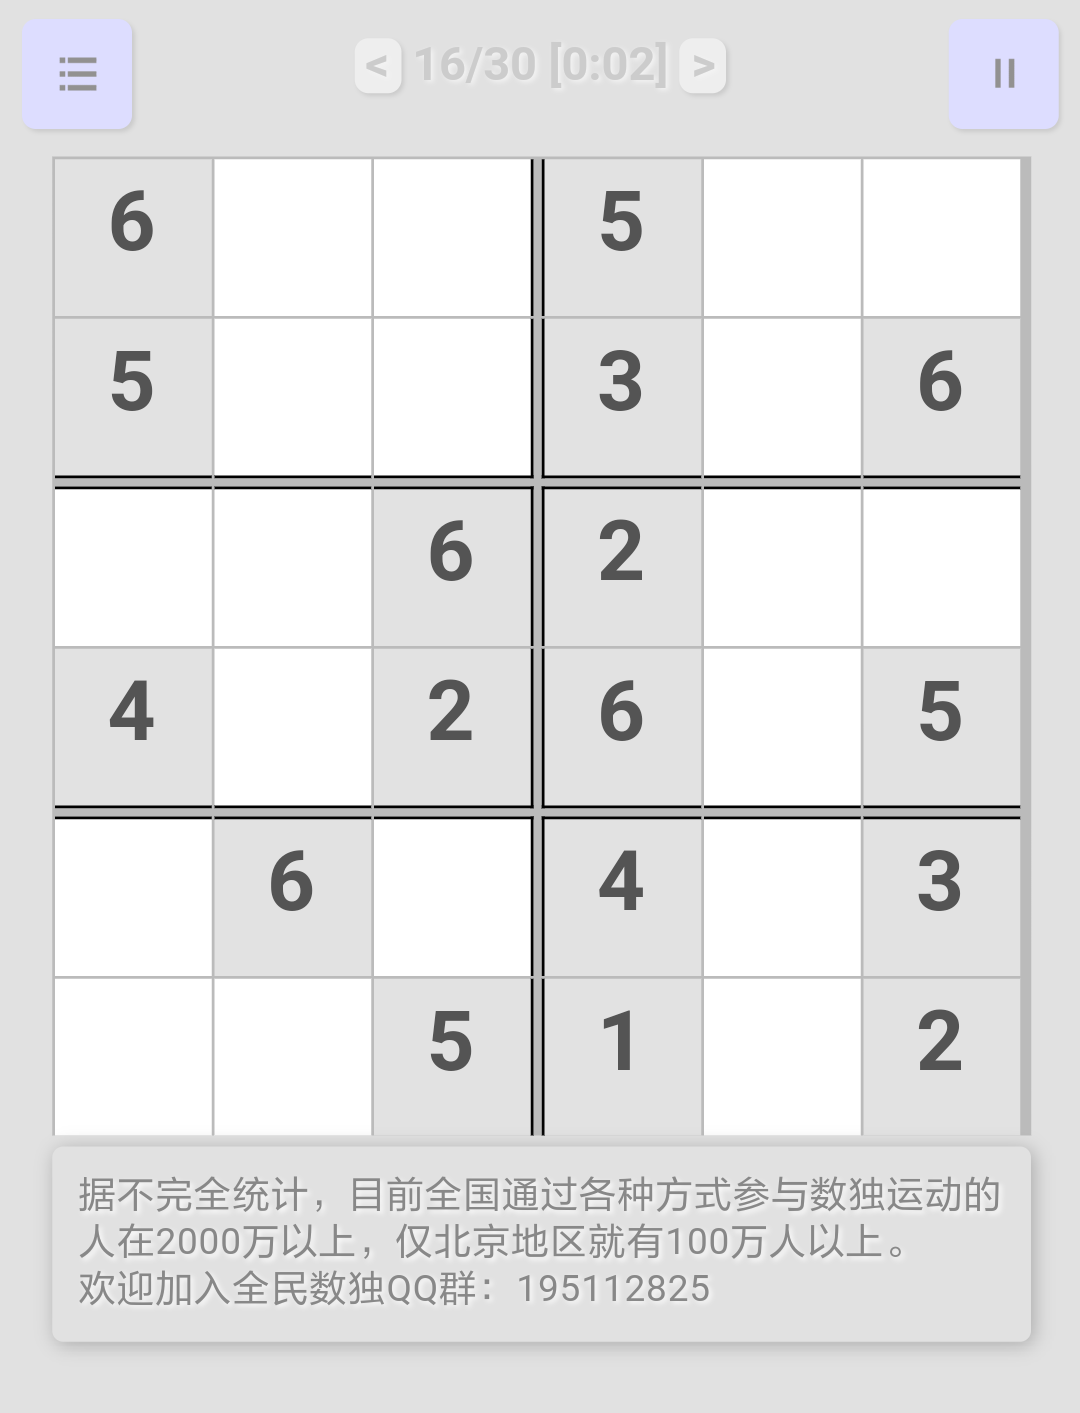 < 16/30 [0:02] >
6 5
5 3 6
6 2
4 2 6 5
6 4 3
5 1 2
据不完全统计，目前全国通过各种方式参与数独运动的
人在2000万以上，仅北京地区就有100万人以上。
欢迎加入全民数独QQ群：195112825